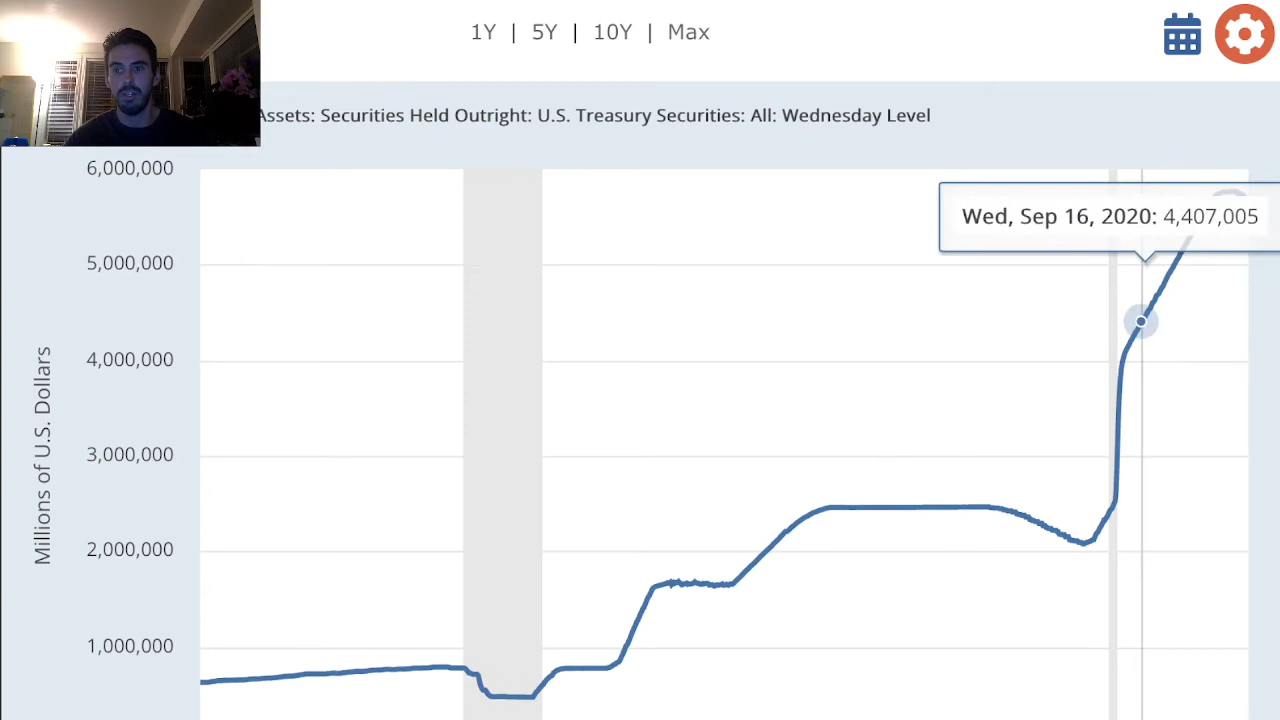 1Y | 5Y | 10Y | Max
Assets: Securities Held Outright: U.S. Treasury Securities: All: Wednesday Level
6,000,000
Wed, Sep 16, 2020: 4,407,005
5,000,000
4,000,000
3,000,000
2,000,000
1,000,000
Millions of U.S. Dollars